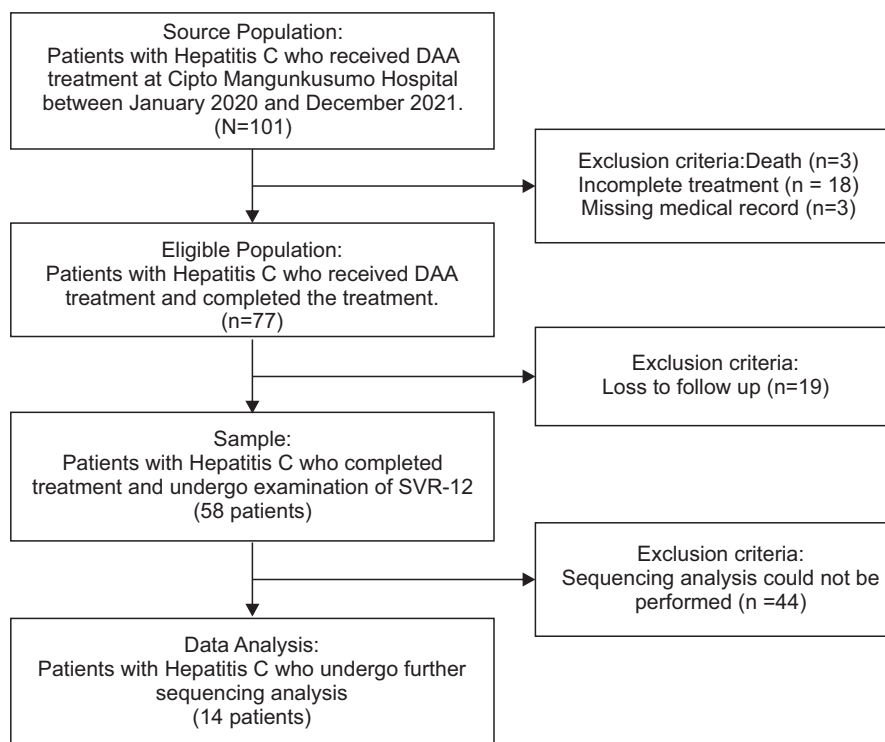 Source Population:
Patients with Hepatitis C who received DAA
treatment at Cipto Mangunkusumo Hospital
between January 2020 and December 2021.
(N=101)
Exclusion criteria:Death (n=3)
Incomplete treatment (n = 18)
Missing medical record (n=3)
Eligible Population:
Patients with Hepatitis C who received DAA
treatment and completed the treatment.
(n=77)
Exclusion criteria:
Loss to follow up (n=19)
Sample:
Patients with Hepatitis C who completed
treatment and undergo examination of SVR-12
(58 patients)
Exclusion criteria:
Sequencing analysis could not be
performed (n =44)
Data Analysis:
Patients with Hepatitis C who undergo further
sequencing analysis
(14 patients)